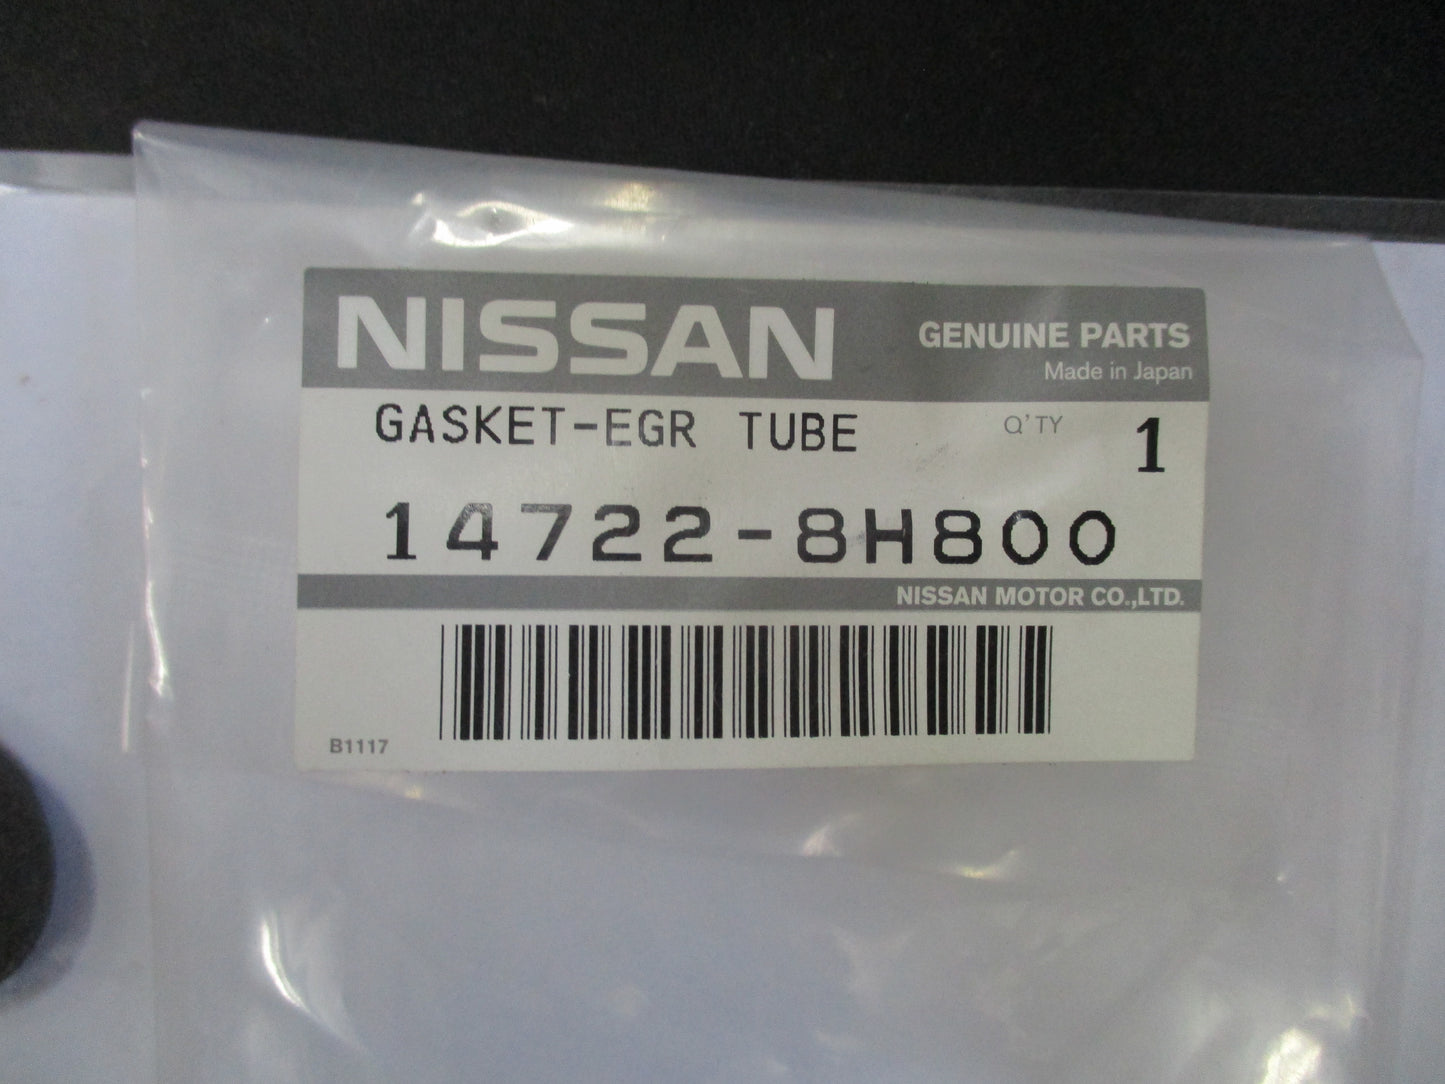 NISSAN
GENUINE PARTS
Made in Japan
GASKET-EGR TUBE
Q'TY 1
14722-8H800
NISSAN MOTOR CO.,LTD.
B1117